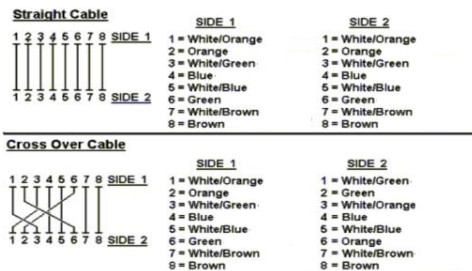 Straight Cable
1 2 3 4 5 6 7 8 SIDE 1
1 2 3 4 5 6 7 8 SIDE 2
SIDE 1
1 = White/Orange
2 = Orange
3 = White/Green
4 = Blue
5 = White/Blue
6 = Green
7 = White/Brown
8 = Brown
SIDE 2
1 = White/Orange
2 = Orange
3 = White/Green
4 = Blue
5 = White/Blue
6 = Green
7 = White/Brown
8 = Brown
Cross Over Cable
1 2 3 4 5 6 7 8 SIDE 1
1 2 3 4 5 6 7 8 SIDE 2
SIDE 1
1 = White/Orange
2 = Orange
3 = White/Green
4 = Blue
5 = White/Blue
6 = Green
7 = White/Brown
8 = Brown
SIDE 2
1 = White/Green
2 = Green
3 = White/Orange
4 = Blue
5 = White/Blue
6 = Orange
7 = White/Brown
8 = Brown